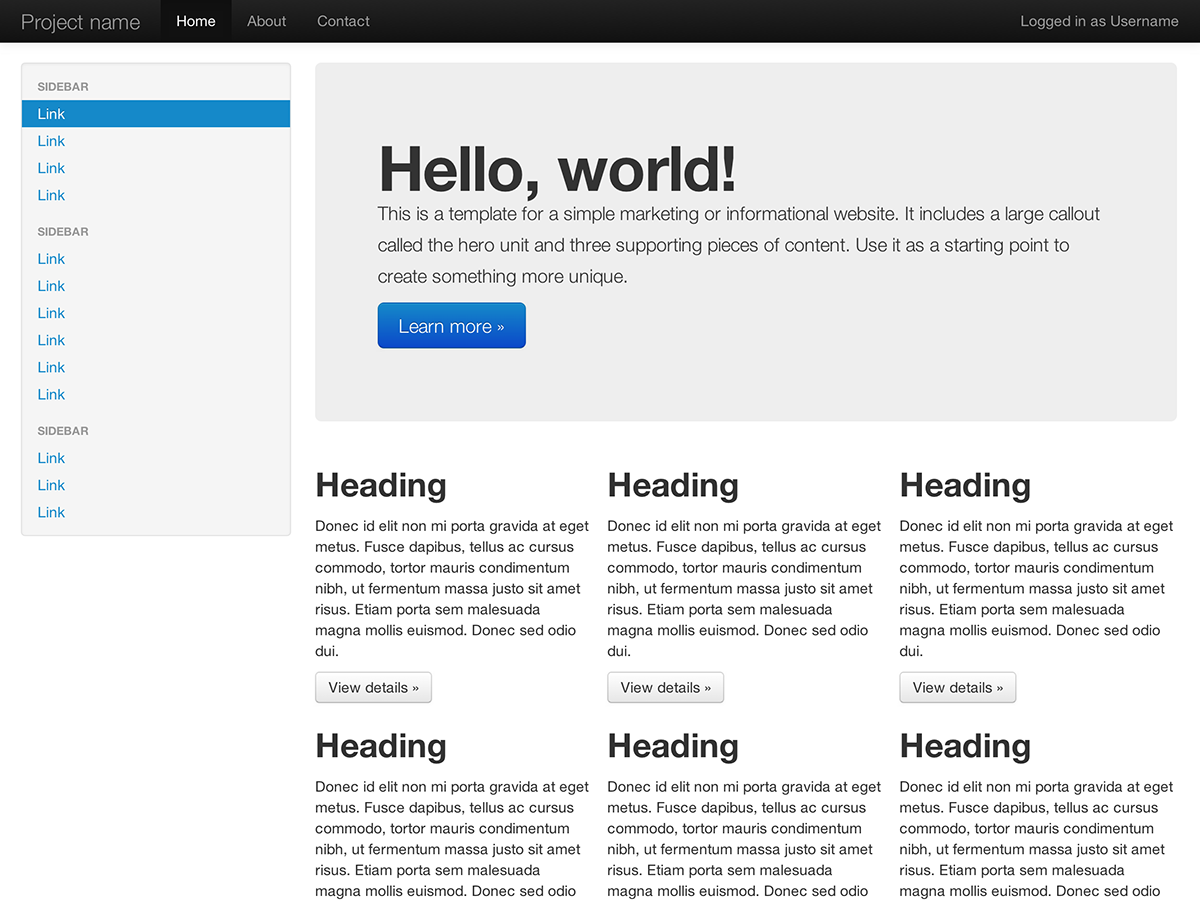 Project name Home About Contact Logged in as Username
SIDEBAR
Link
Link
Link
Link
SIDEBAR
Link
Link
Link
Link
Link
Link
SIDEBAR
Link
Link
Link
Hello, world!
This is a template for a simple marketing or informational website. It includes a large callout
called the hero unit and three supporting pieces of content. Use it as a starting point to
create something more unique.
Learn more »
Heading
Donec id elit non mi porta gravida at eget
metus. Fusce dapibus, tellus ac cursus
commodo, tortor mauris condimentum
nibh, ut fermentum massa justo sit amet
risus. Etiam porta sem malesuada
magna mollis euismod. Donec sed odio
dui.
View details »
Heading
Donec id elit non mi porta gravida at eget
metus. Fusce dapibus, tellus ac cursus
commodo, tortor mauris condimentum
nibh, ut fermentum massa justo sit amet
risus. Etiam porta sem malesuada
magna mollis euismod. Donec sed odio
dui.
View details »
Heading
Donec id elit non mi porta gravida at eget
metus. Fusce dapibus, tellus ac cursus
commodo, tortor mauris condimentum
nibh, ut fermentum massa justo sit amet
risus. Etiam porta sem malesuada
magna mollis euismod. Donec sed odio
dui.
View details »
Heading
Donec id elit non mi porta gravida at eget
metus. Fusce dapibus, tellus ac cursus
commodo, tortor mauris condimentum
nibh, ut fermentum massa justo sit amet
risus. Etiam porta sem malesuada
magna mollis euismod. Donec sed odio
Heading
Donec id elit non mi porta gravida at eget
metus. Fusce dapibus, tellus ac cursus
commodo, tortor mauris condimentum
nibh, ut fermentum massa justo sit amet
risus. Etiam porta sem malesuada
magna mollis euismod. Donec sed odio
Heading
Donec id elit non mi porta gravida at eget
metus. Fusce dapibus, tellus ac cursus
commodo, tortor mauris condimentum
nibh, ut fermentum massa justo sit amet
risus. Etiam porta sem malesuada
magna mollis euismod. Donec sed odio